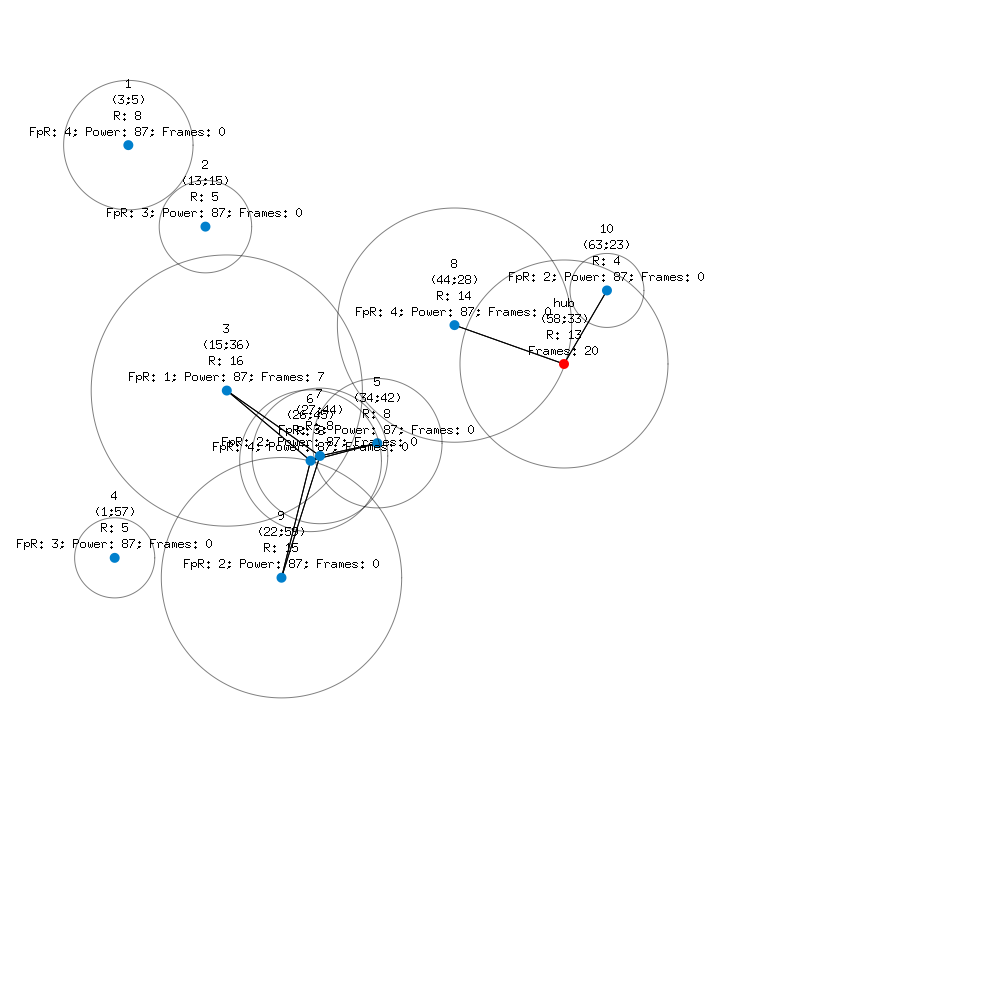 1
(3;5)
R: 8
FpR: 4; Power: 87; Frames: 0
2
(13;15)
R: 5
FpR: 3; Power: 87; Frames: 0
10
(63;23)
R: 4
FpR: 2; Power: 87; Frames: 0
8
(44;28)
R: 14
FpR: 4; Power: 87; Frames: 0
hub
(58;33)
R: 13
Frames: 20
3
(15;36)
R: 16
FpR: 1; Power: 87; Frames: 7
5
(34;42)
R: 8
FpR: 3; Power: 87; Frames: 0
7
(27;44)
R: 8
FpR: 2; Power: 87; Frames: 0
6
(26;45)
FpR: 4; Power: 87; Frames: 0
4
(1;57)
R: 5
FpR: 3; Power: 87; Frames: 0
9
(22;59)
R: 15
FpR: 2; Power: 87; Frames: 0